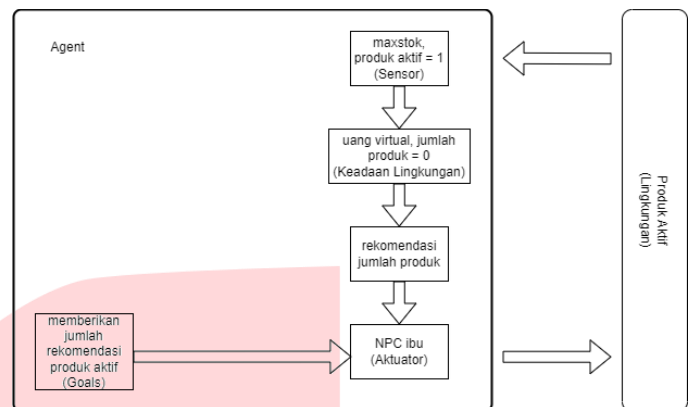 Agent
maxstok,
produk aktif = 1
(Sensor)
uang virtual, jumlah
produk = 0
(Keadaan Lingkungan)
rekomendasi
jumlah produk
memberikan
jumlah
rekomendasi
produk aktif
(Goals)
NPC ibu
(Aktuator)
Produk Aktif
(Lingkungan)